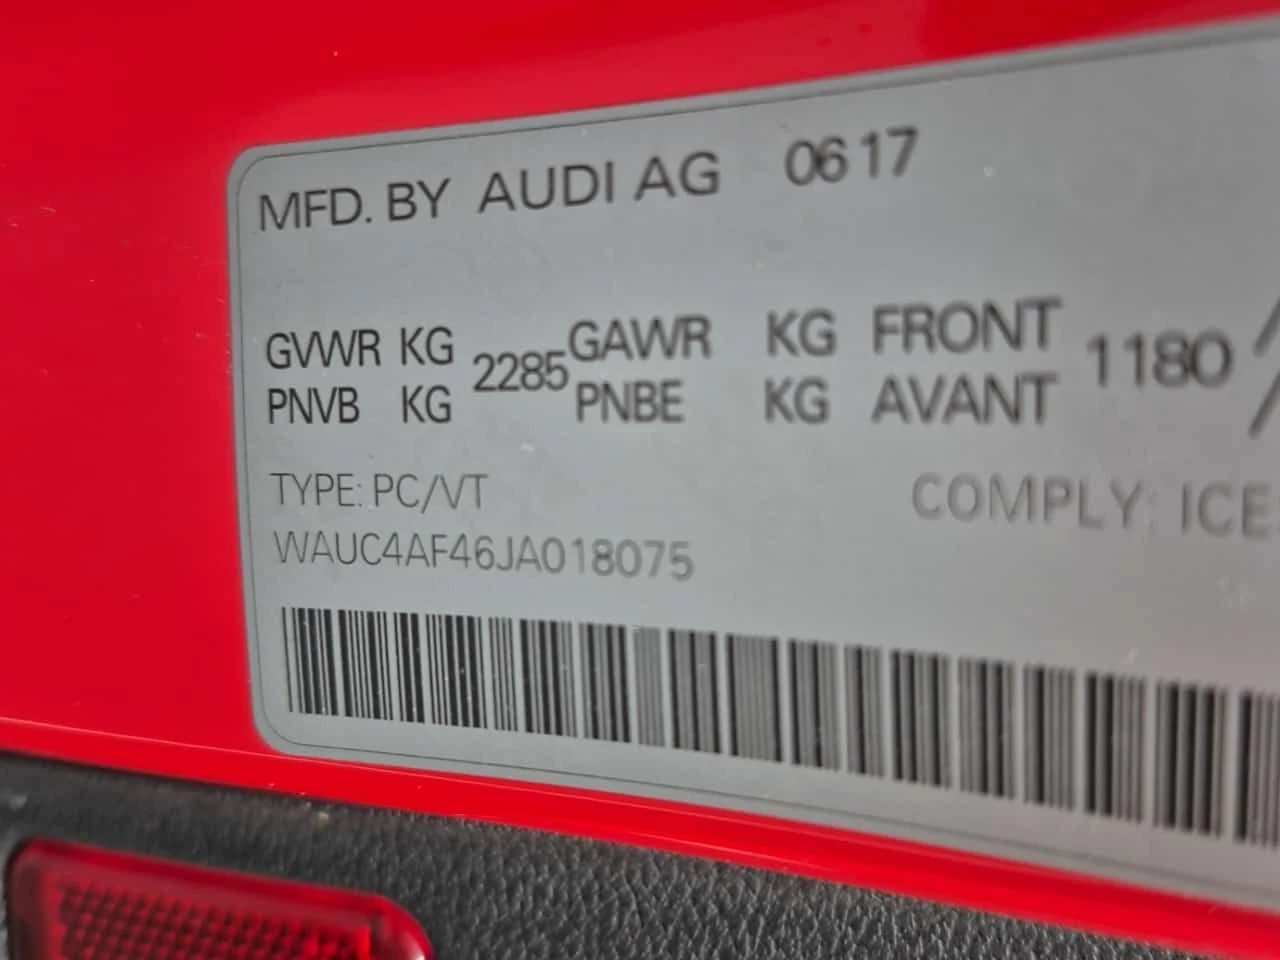 MFD. BY AUDI AG 06 17
GVWR KG 2285 GAWR KG FRONT 1180 /
PNVB KG PNBE KG AVANT
TYPE: PC/VT COMPLY: ICE
WAUC4AF46JA018075